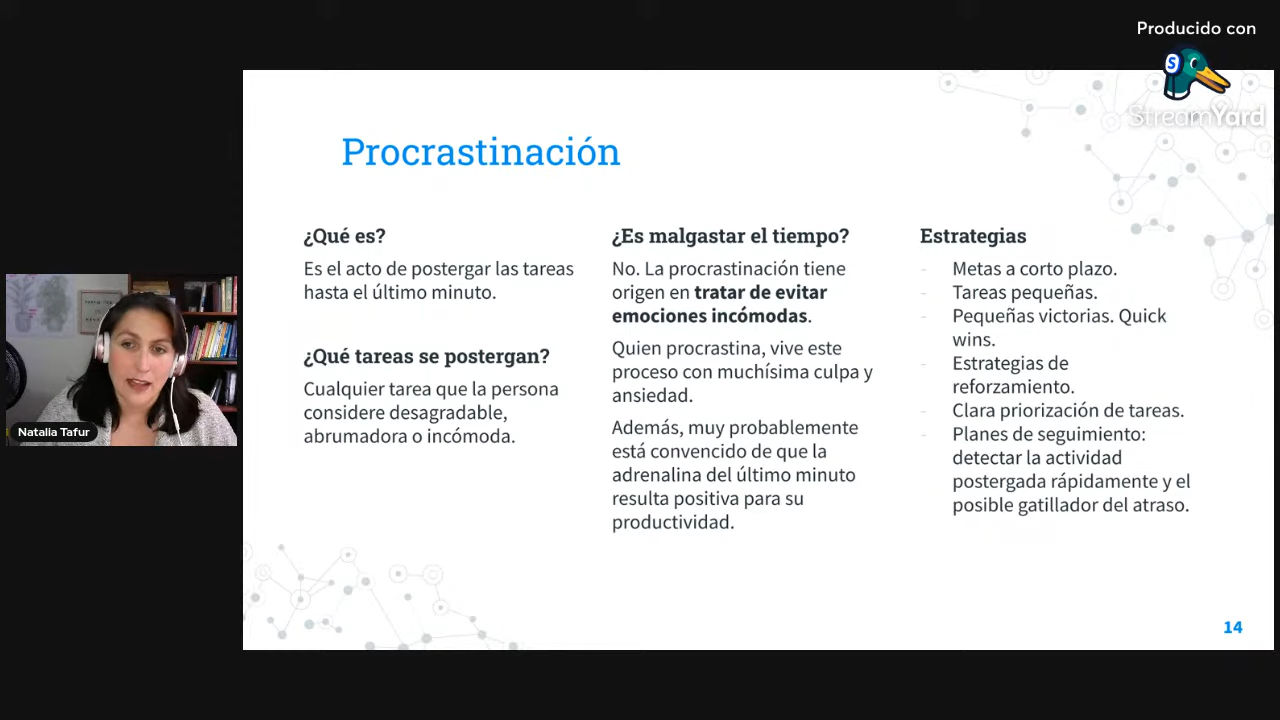 Producido con
StreamYard
Procrastinación
¿Qué es?
Es el acto de postergar las tareas
hasta el último minuto.
¿Qué tareas se postergan?
Cualquier tarea que la persona
considere desagradable,
abrumadora o incómoda.
¿Es malgastar el tiempo?
No. La procrastinación tiene
origen en tratar de evitar
emociones incómodas.
Quien procrastina, vive este
proceso con muchísima culpa y
ansiedad.
Además, muy probablemente
está convencido de que la
adrenalina del último minuto
resulta positiva para su
productividad.
Estrategias
- Metas a corto plazo.
- Tareas pequeñas.
- Pequeñas victorias. Quick
wins.
- Estrategias de
reforzamiento.
- Clara priorización de tareas.
- Planes de seguimiento:
detectar la actividad
postergada rápidamente y el
posible gatillador del atraso.
Natalia Tafur
14